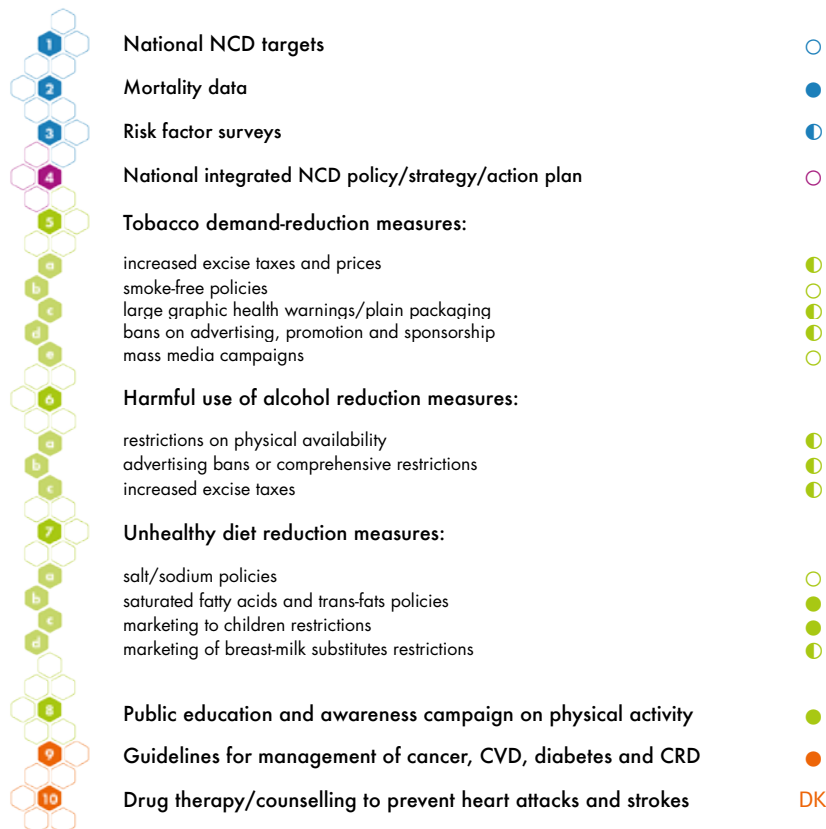 1 National NCD targets
2 Mortality data
3 Risk factor surveys
4 National integrated NCD policy/strategy/action plan
5 Tobacco demand-reduction measures:
a increased excise taxes and prices
b smoke-free policies
c large graphic health warnings/plain packaging
d bans on advertising, promotion and sponsorship
e mass media campaigns
6 Harmful use of alcohol reduction measures:
a restrictions on physical availability
b advertising bans or comprehensive restrictions
c increased excise taxes
7 Unhealthy diet reduction measures:
a salt/sodium policies
b saturated fatty acids and trans-fats policies
c marketing to children restrictions
d marketing of breast-milk substitutes restrictions
8 Public education and awareness campaign on physical activity
9 Guidelines for management of cancer, CVD, diabetes and CRD
10 Drug therapy/counselling to prevent heart attacks and strokes DK